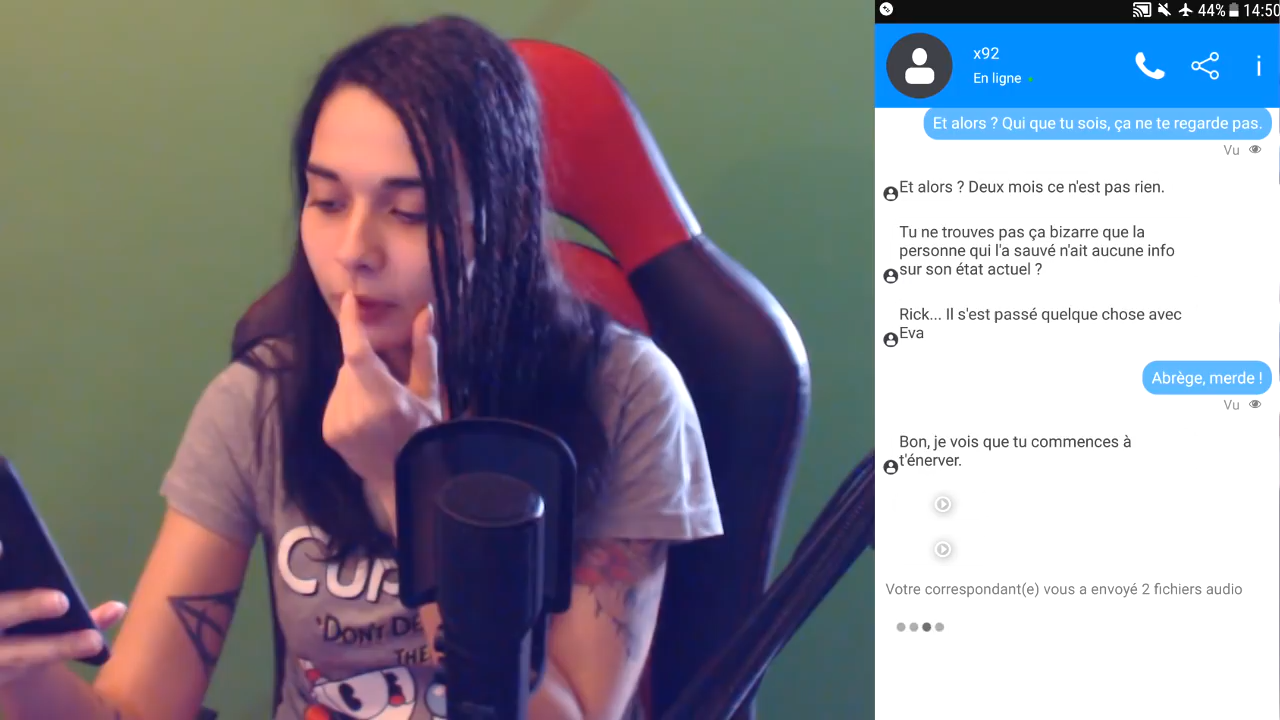 44% 14:50
x92
En ligne
Et alors ? Qui que tu sois, ça ne te regarde pas.
Vu
Et alors ? Deux mois ce n'est pas rien.
Tu ne trouves pas ça bizarre que la
personne qui l'a sauvé n'ait aucune info
sur son état actuel ?
Rick... Il s'est passé quelque chose avec
Eva
Abrège, merde !
Vu
Bon, je vois que tu commences à
t'énerver.
Votre correspondant(e) vous a envoyé 2 fichiers audio
CUP
'DON'T DE
THE